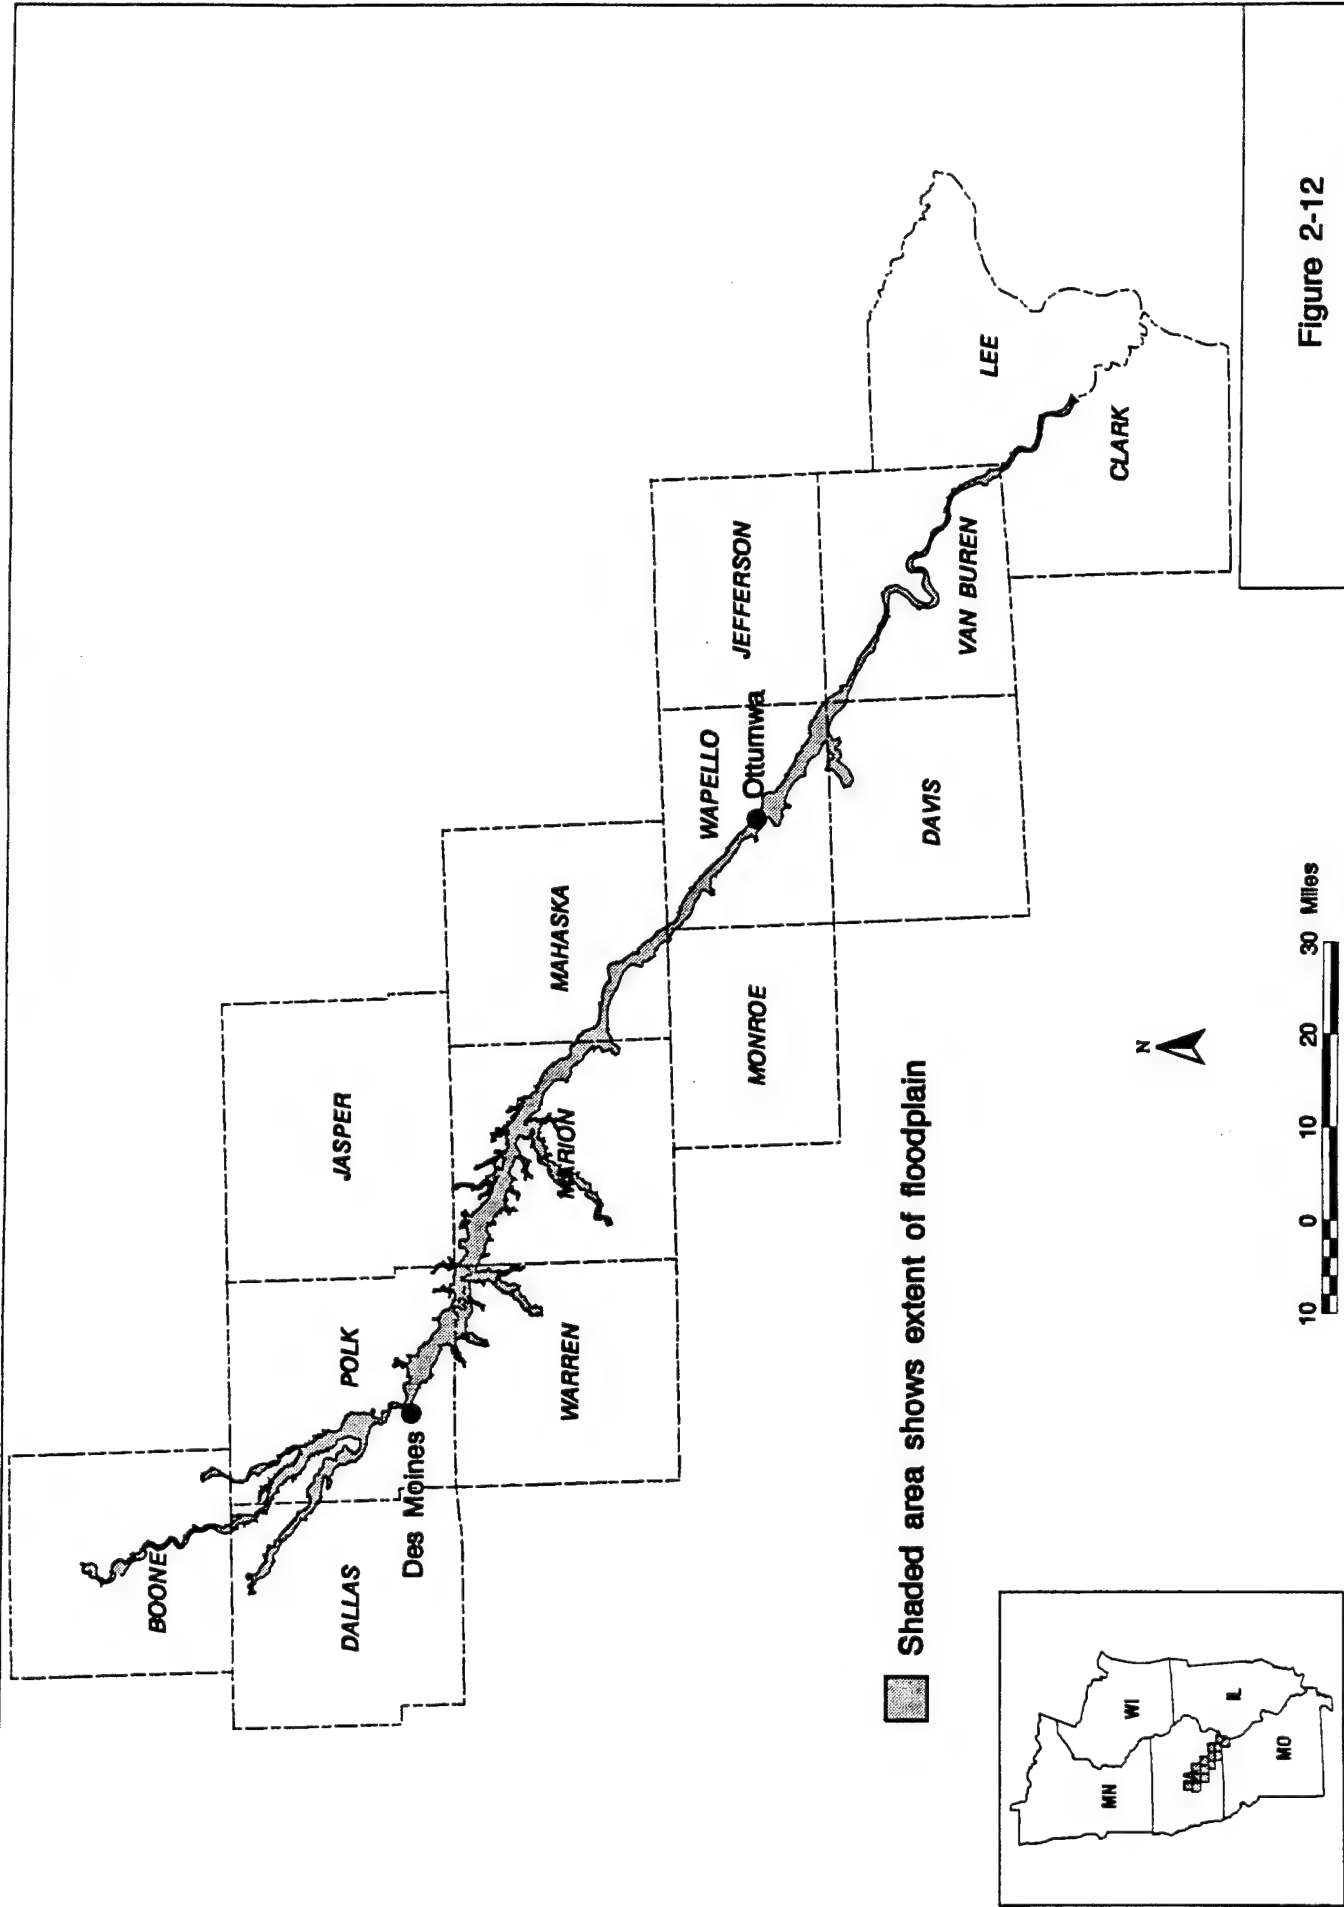 BOONE
DALLAS
POLK
JASPER
Des Moines
WARREN
MARION
MAHASKA
MONROE
WAPELLO
Ottumwa
JEFFERSON
DAVIS
VAN BUREN
LEE
CLARK
Shaded area shows extent of floodplain
N
10 0 10 20 30 Miles
MN
WI
IA
IL
MO
Figure 2-12